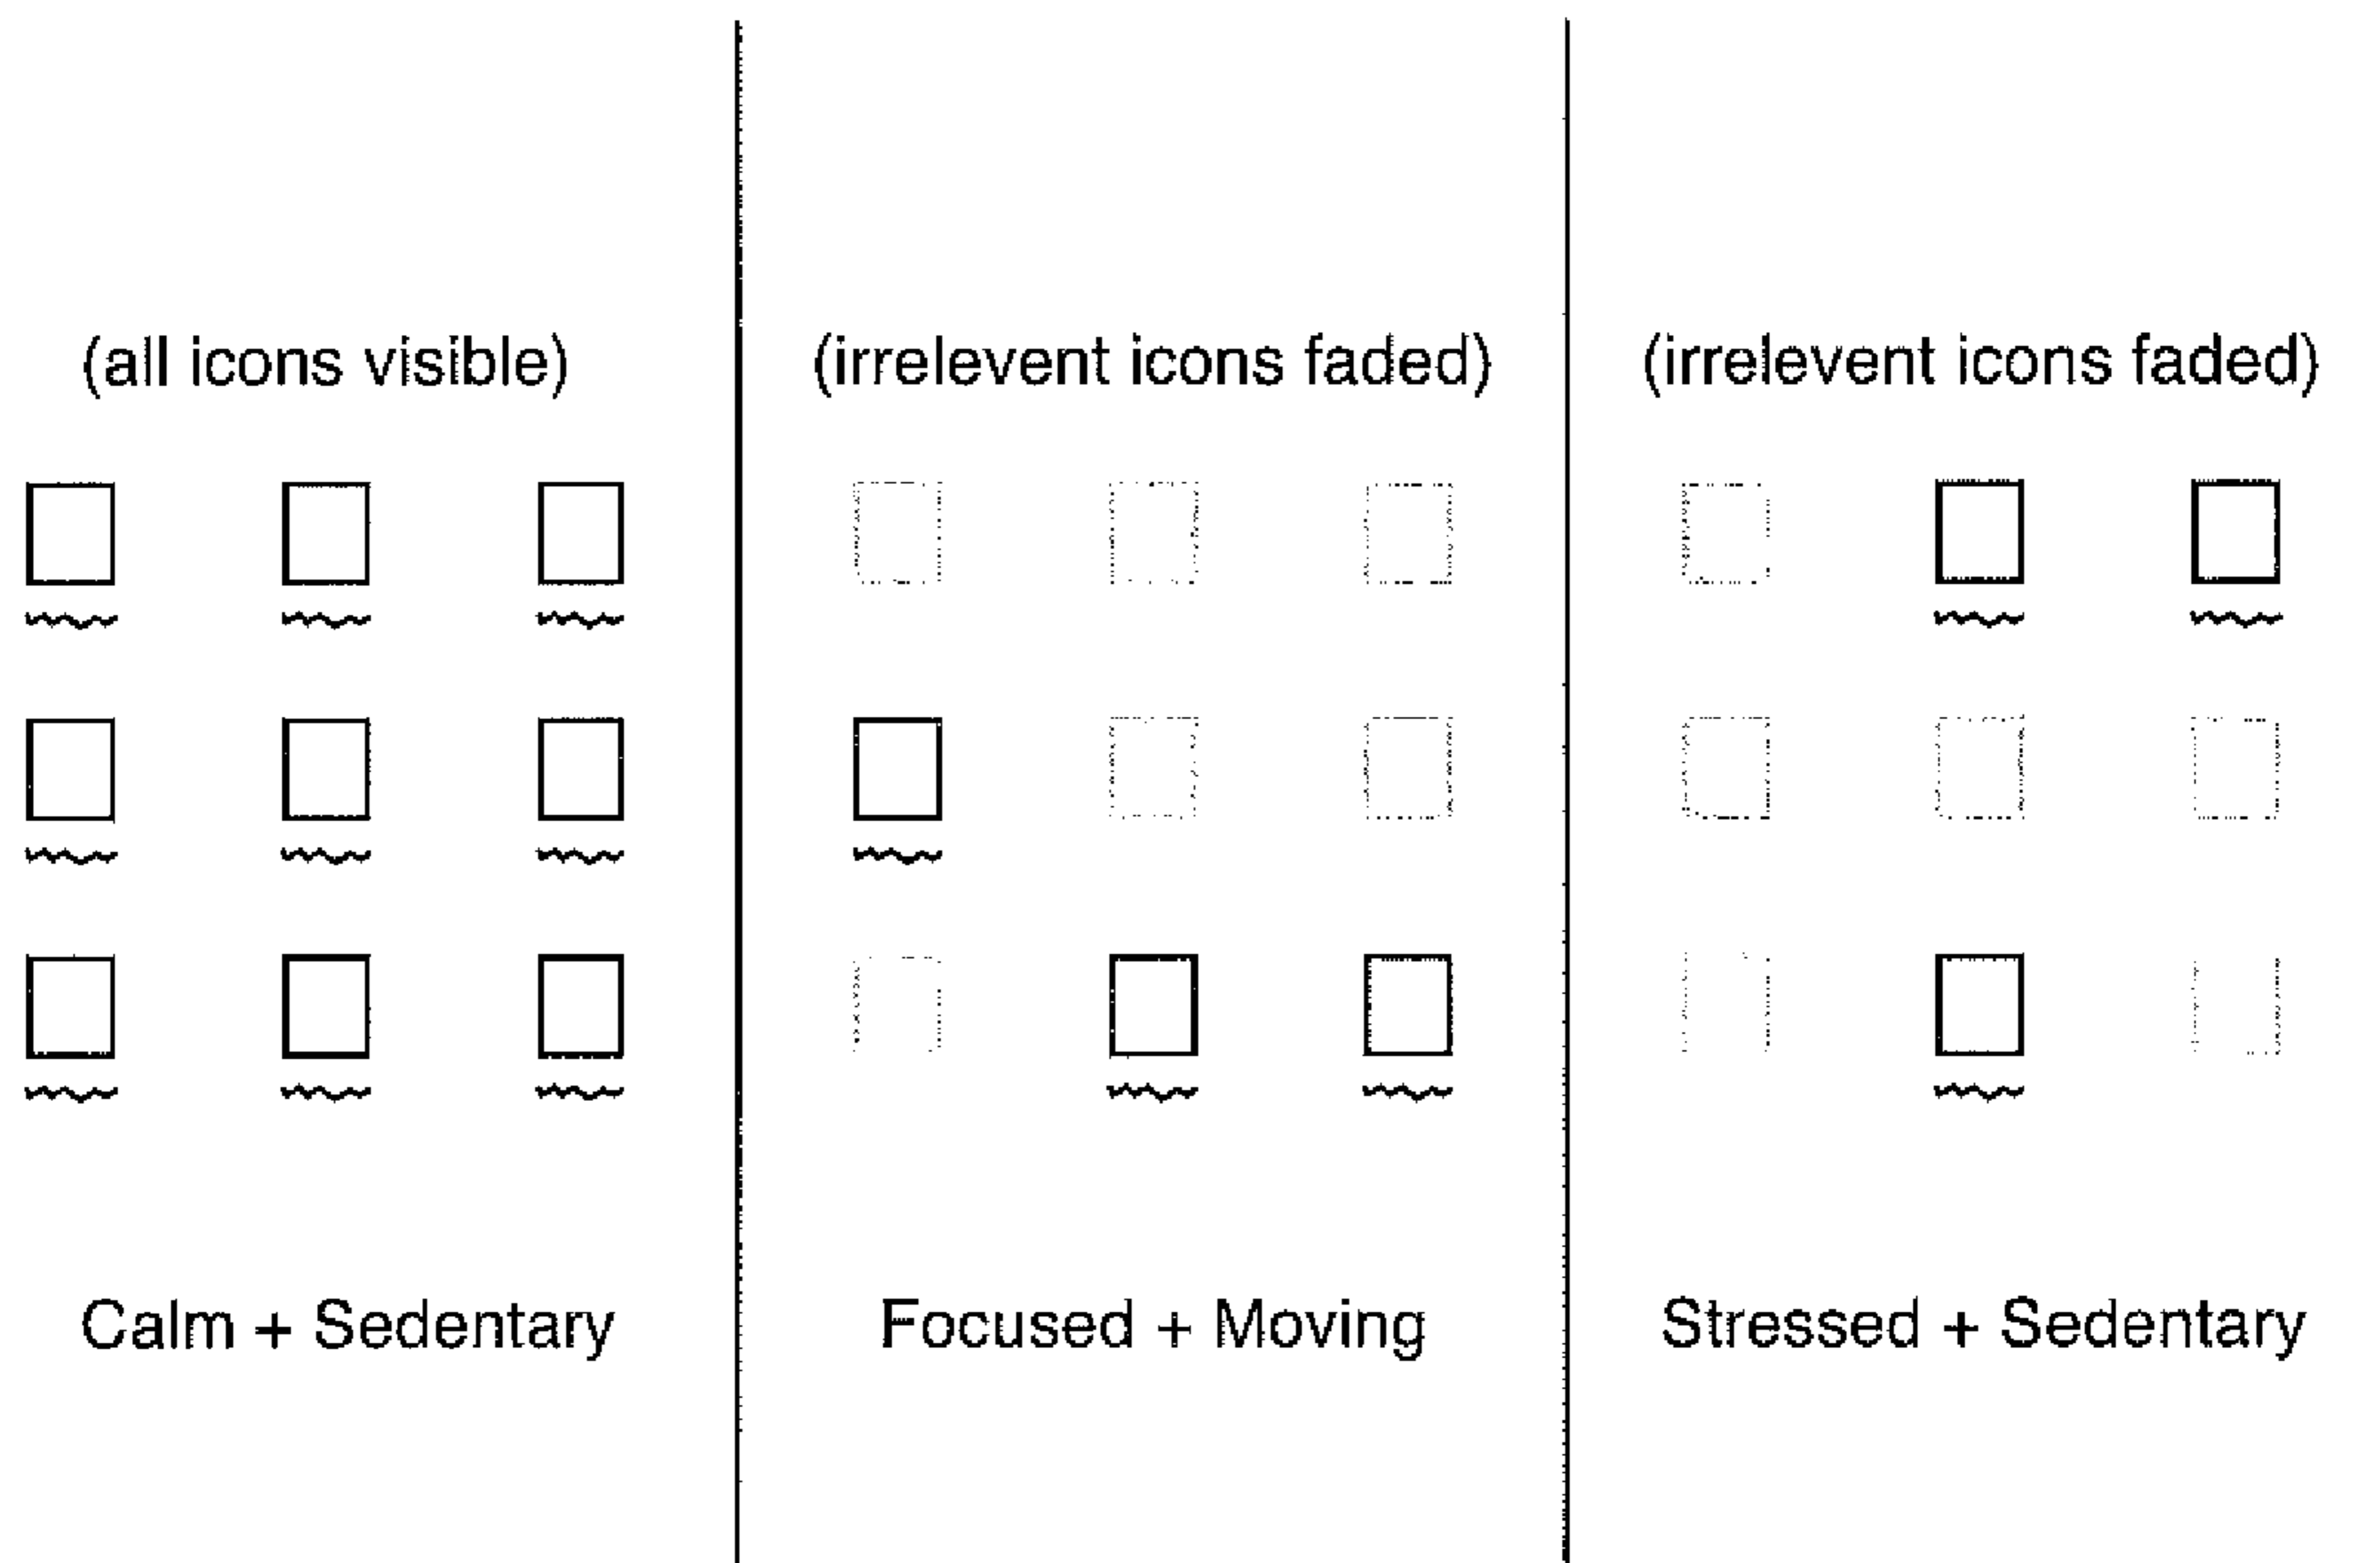 (all icons visible)
(irrelevent icons faded)
(irrelevent icons faded)
Calm + Sedentary
Focused + Moving
Stressed + Sedentary